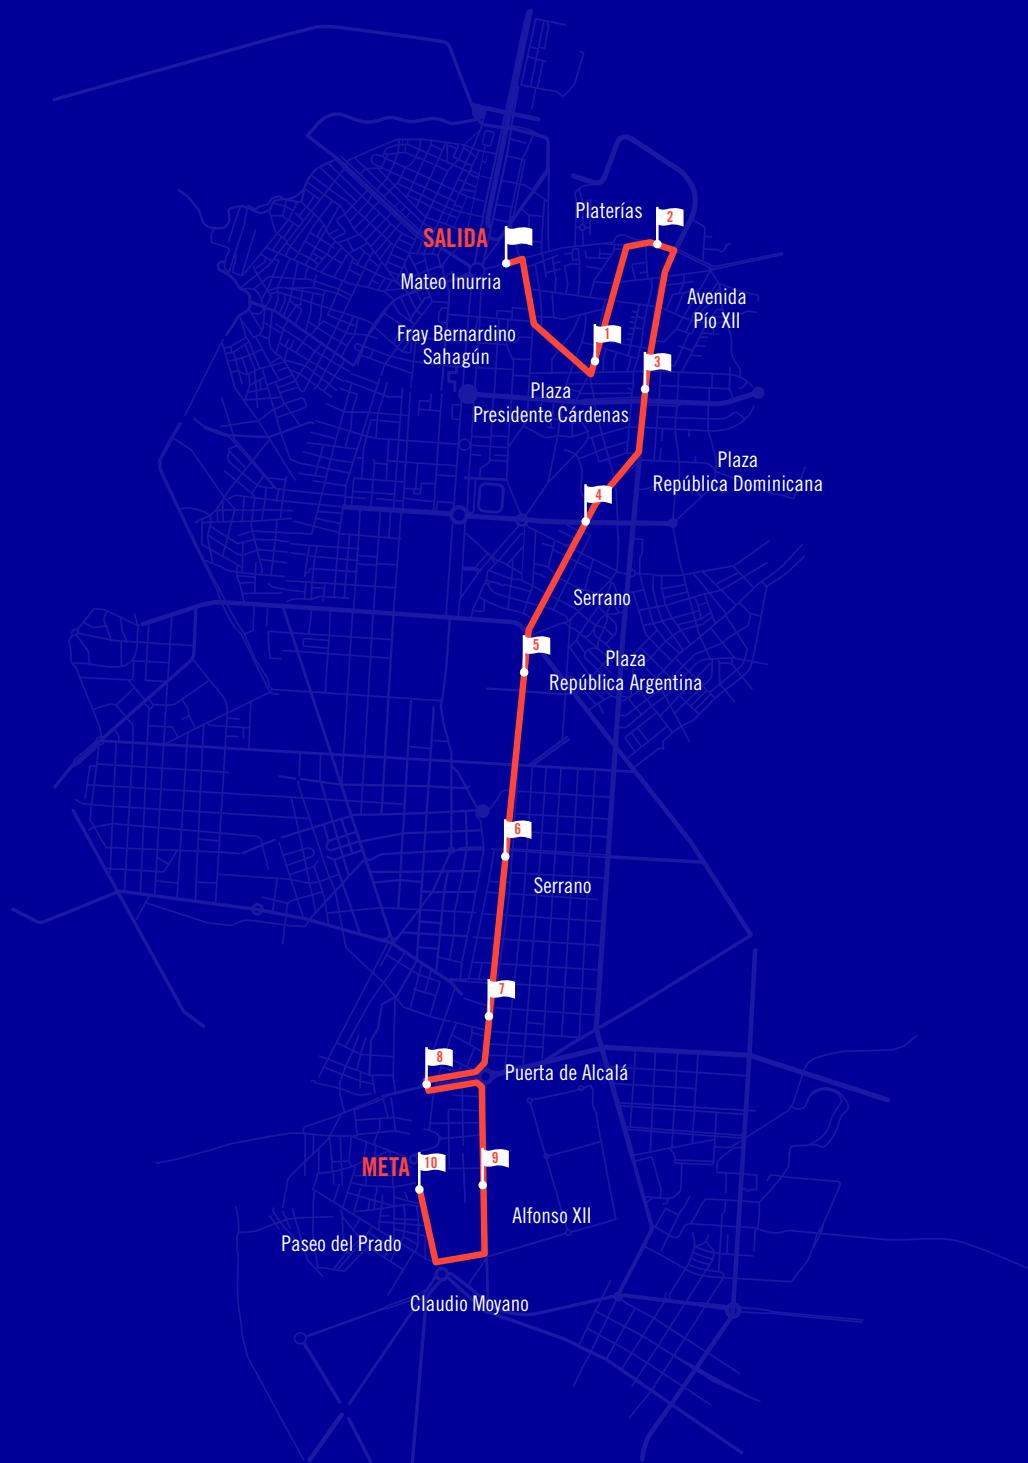 Platerías
2
SALIDA
Mateo Inurria
Avenida
Pío XII
Fray Bernardino
Sahagún
1
3
Plaza
Presidente Cárdenas
Plaza
República Dominicana
4
Serrano
5
Plaza
República Argentina
6
Serrano
7
8
Puerta de Alcalá
9
META
10
Alfonso XII
Paseo del Prado
Claudio Moyano